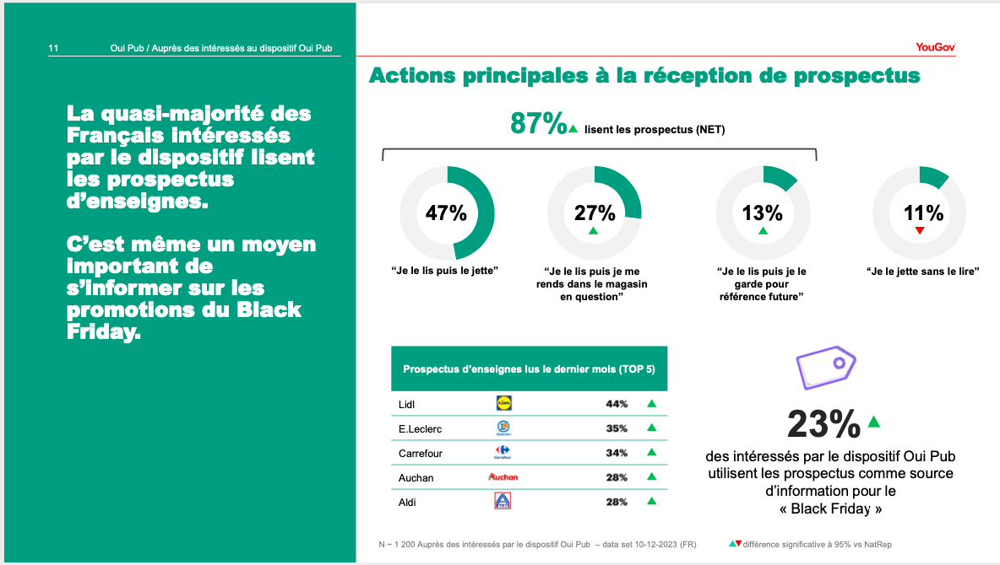 11
Oui Pub / Auprès des intéressés au dispositif Oui Pub
YouGov
La quasi-majorité des
Français intéressés
par le dispositif lisent
les prospectus
d’enseignes.
C’est même un moyen
important de
s’informer sur les
promotions du Black
Friday.
Actions principales à la réception de prospectus
87% lisent les prospectus (NET)
47%
“Je le lis puis le jette”
27%
“Je le lis puis je me
rends dans le magasin
en question”
13%
“Je le lis puis je le
garde pour
référence future”
11%
“Je le jette sans le lire”
Prospectus d’enseignes lus le dernier mois (TOP 5)
Lidl LIDL 44%
E.Leclerc 35%
Carrefour Carrefour 34%
Auchan Auchan 28%
Aldi ALDI 28%
23%
des intéressés par le dispositif Oui Pub
utilisent les prospectus comme source
d’information pour le
« Black Friday »
N ~ 1 200 Auprès des intéressés par le dispositif Oui Pub – data set 10-12-2023 (FR)
différence significative à 95% vs NatRep